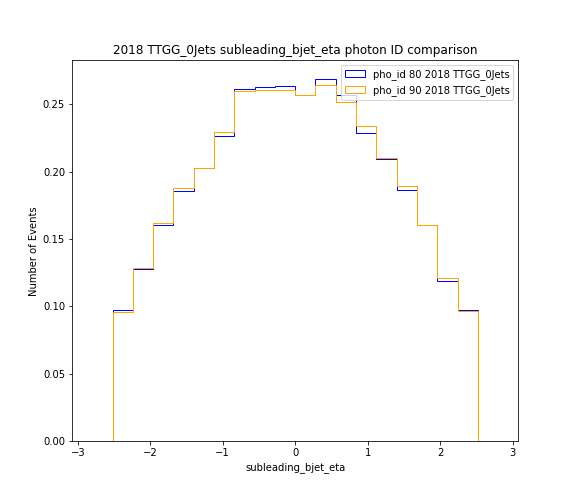 2018 TTGG_0Jets subleading_bjet_eta photon ID comparison
pho_id 80 2018 TTGG_0Jets
pho_id 90 2018 TTGG_0Jets
0.25
0.20
0.15
0.10
0.05
0.00
Number of Events
−3
−2
−1
0
1
2
3
subleading_bjet_eta